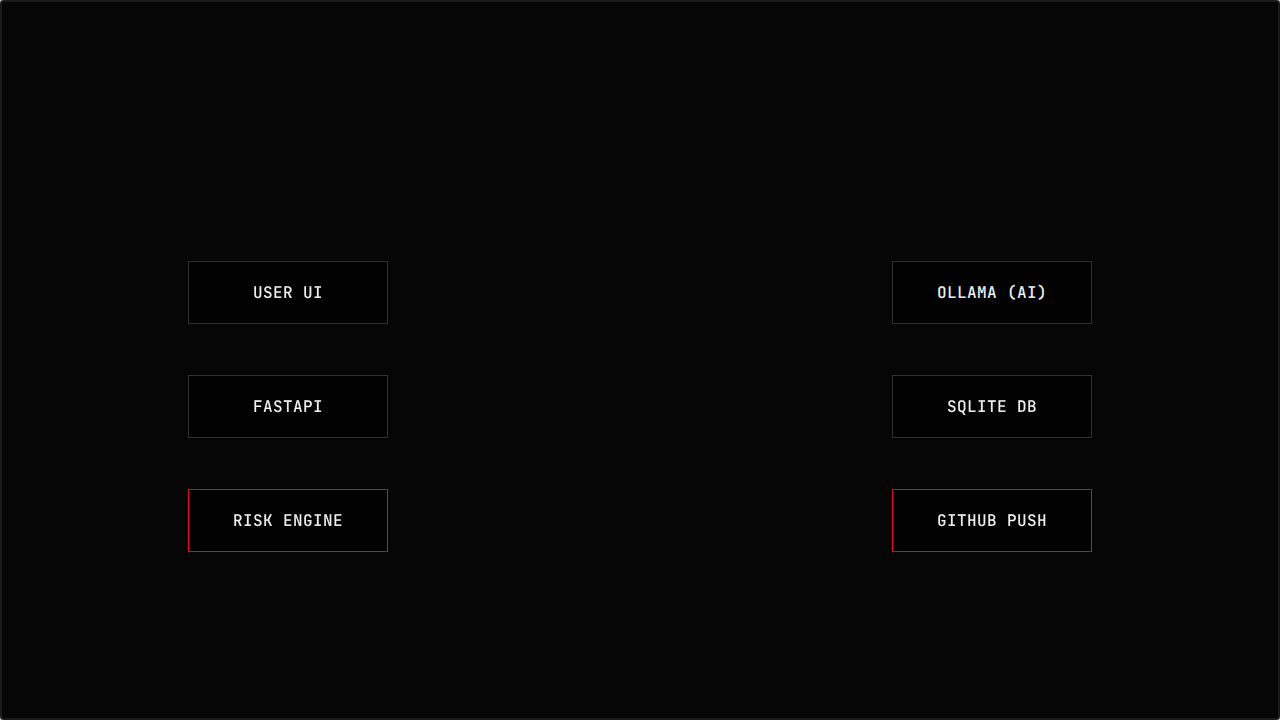 USER UI
FASTAPI
RISK ENGINE
OLLAMA (AI)
SQLITE DB
GITHUB PUSH